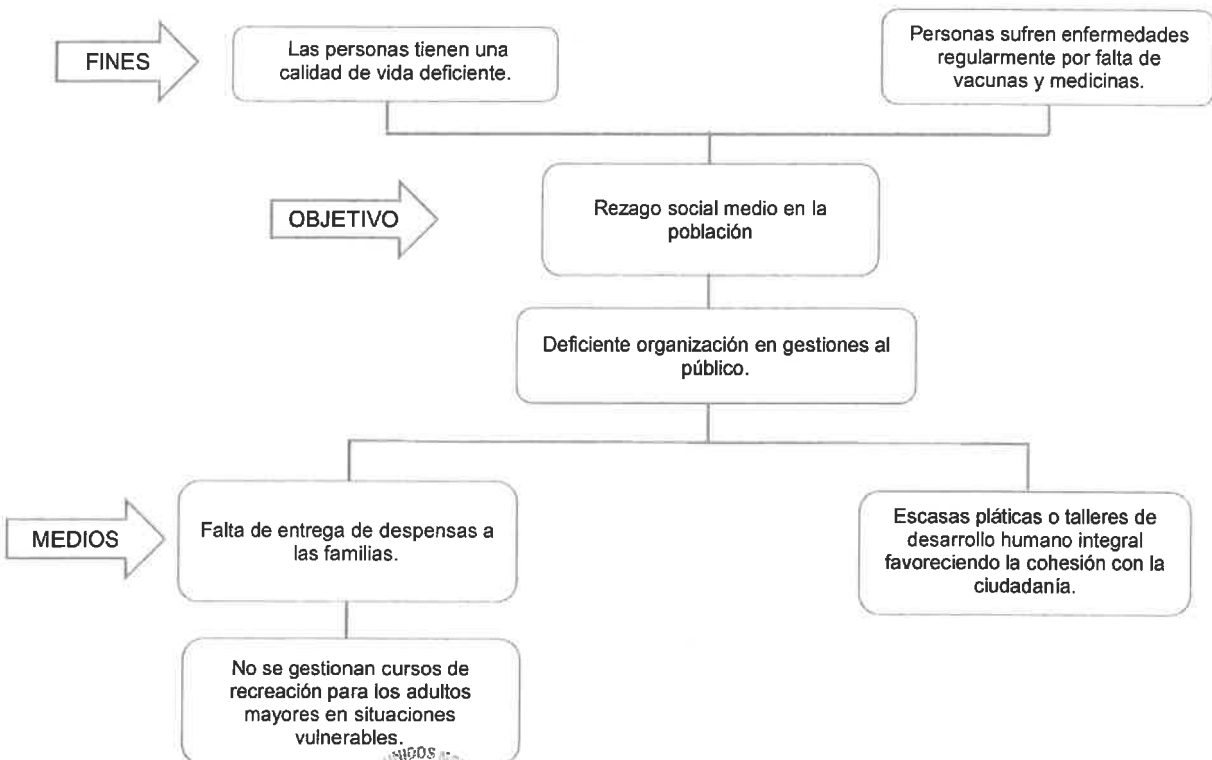 FINES
Las personas tienen una
calidad de vida deficiente.
Personas sufren enfermedades
regularmente por falta de
vacunas y medicinas.
OBJETIVO
Rezago social medio en la
población
Deficiente organización en gestiones al
público.
MEDIOS
Falta de entrega de despensas a
las familias.
Escasas pláticas o talleres de
desarrollo humano integral
favoreciendo la cohesión con la
ciudadanía.
No se gestionan cursos de
recreación para los adultos
mayores en situaciones
vulnerables.